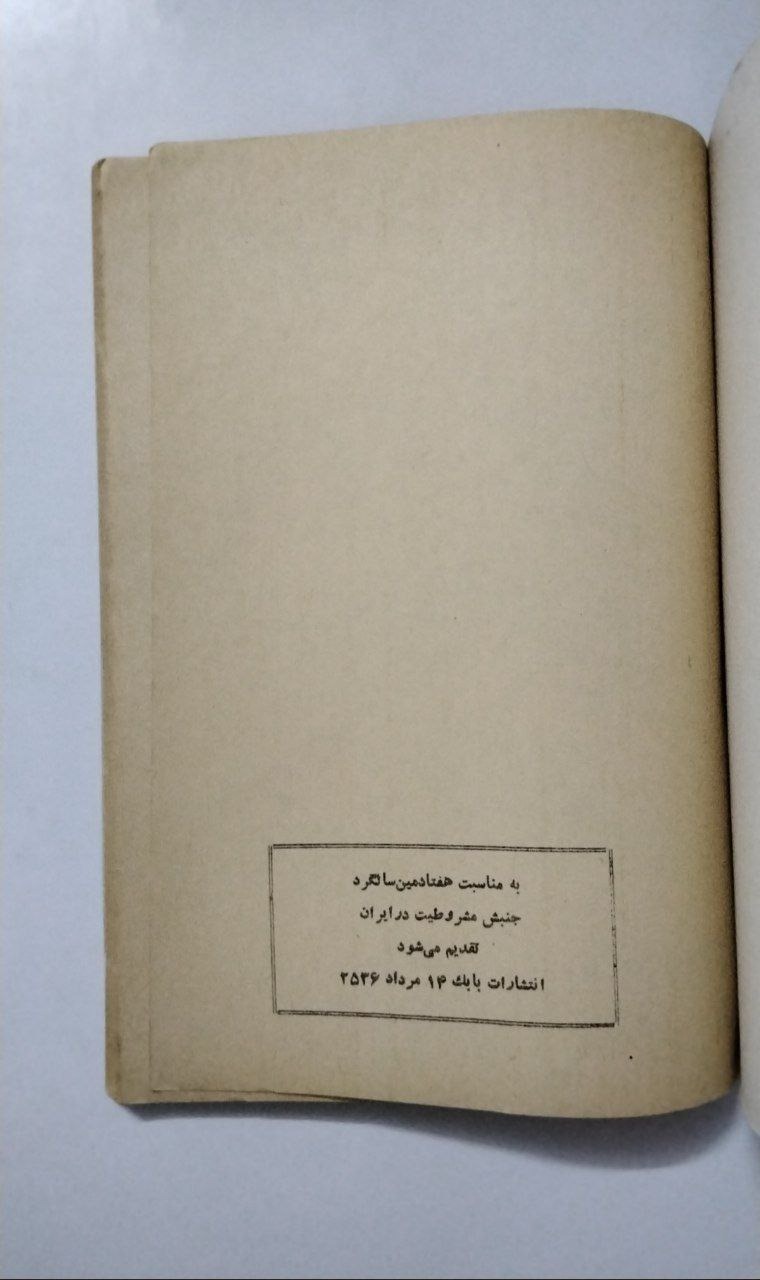 به مناسبت هفتادمین سالگرد
جنبش مشروطیت در ایران
تقدیم می‌شود
انتشارات بابك ۱۴ مرداد ۲۵۳۶